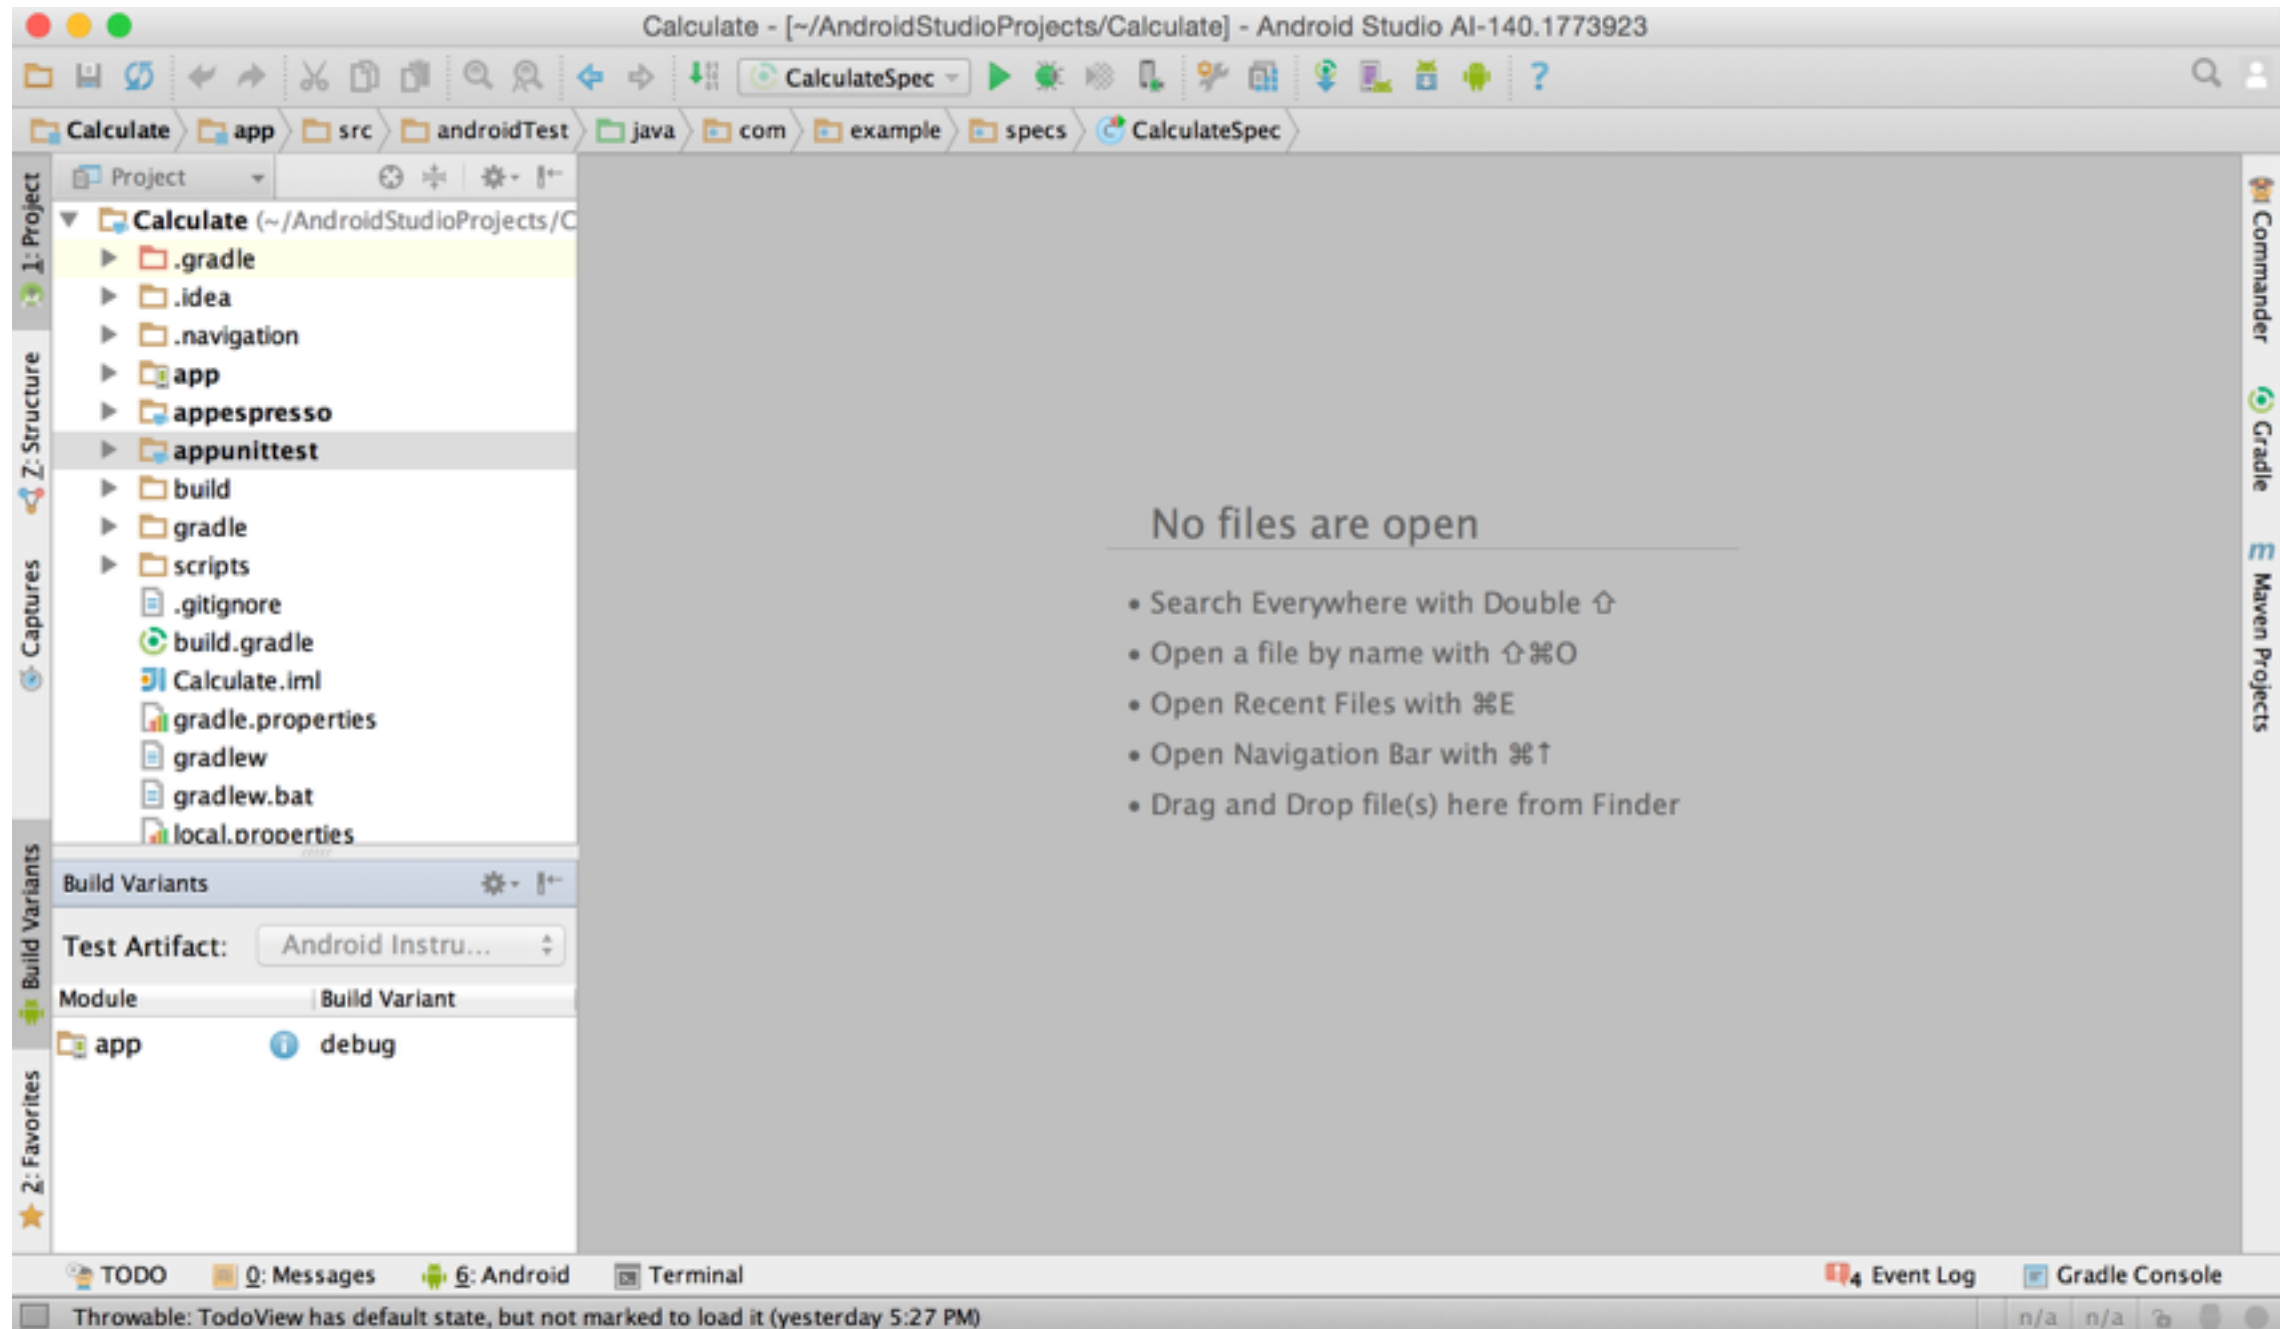 Calculate - [~/AndroidStudioProjects/Calculate] - Android Studio AI-140.1773923
CalculateSpec
?
Calculate app src androidTest java com example specs CalculateSpec
Project
Calculate (~/AndroidStudioProjects/C
.gradle
.idea
.navigation
app
appespresso
appunittest
build
gradle
scripts
.gitignore
build.gradle
Calculate.iml
gradle.properties
gradlew
gradlew.bat
local.properties
Build Variants
Test Artifact: Android Instru...
Module Build Variant
app debug
1: Project
Z: Structure
Captures
Build Variants
2: Favorites
No files are open
• Search Everywhere with Double ⇧
• Open a file by name with ⇧⌘O
• Open Recent Files with ⌘E
• Open Navigation Bar with ⌘↑
• Drag and Drop file(s) here from Finder
Commander
Gradle
m Maven Projects
TODO 0: Messages 6: Android Terminal 4 Event Log Gradle Console
Throwable: TodoView has default state, but not marked to load it (yesterday 5:27 PM) n/a n/a